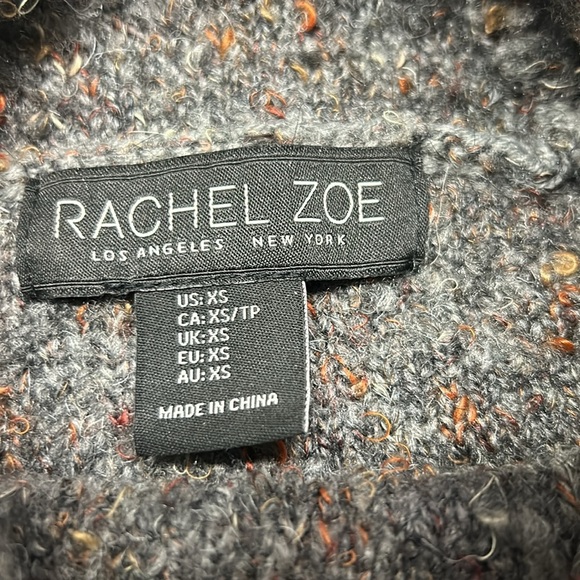 RACHEL ZOE
LOS ANGELES NEW YORK
US: XS
CA: XS/TP
UK: XS
EU: XS
AU: XS
MADE IN CHINA